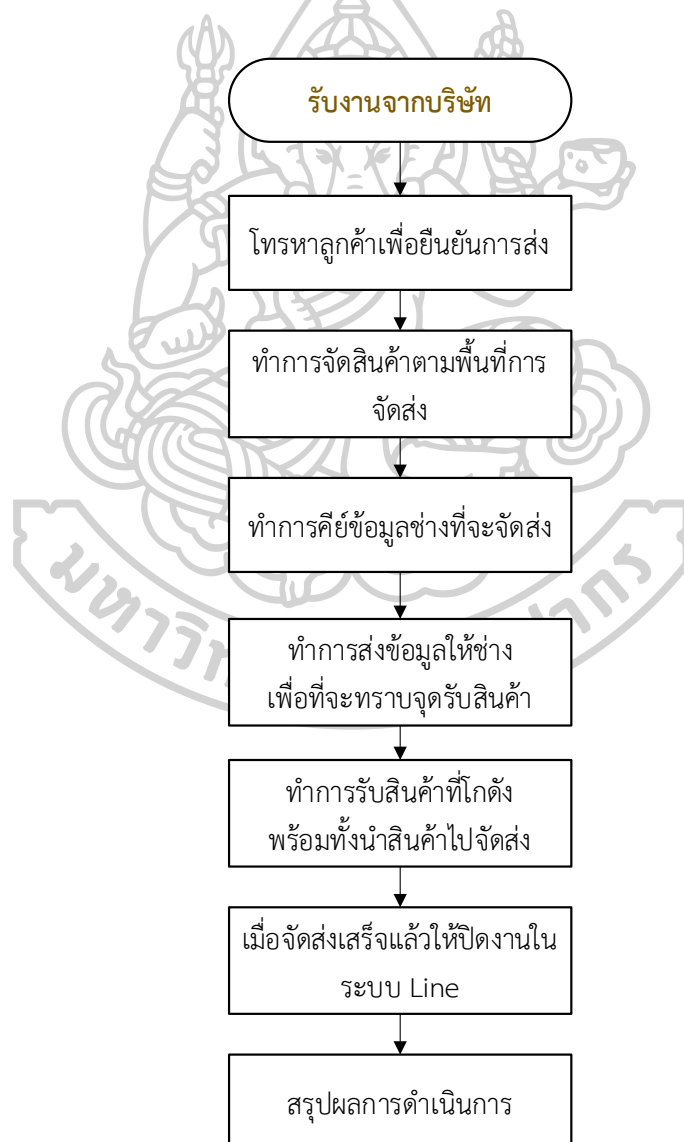 รับงานจากบริษัท
โทรหาลูกค้าเพื่อยืนยันการส่ง
ทำการจัดสินค้าตามพื้นที่การ
จัดส่ง
ทำการคีย์ข้อมูลช่างที่จะจัดส่ง
ทำการส่งข้อมูลให้ช่าง
เพื่อที่จะทราบจุดรับสินค้า
ทำการรับสินค้าที่โกดัง
พร้อมทั้งนำสินค้าไปจัดส่ง
เมื่อจัดส่งเสร็จแล้วให้ปิดงานใน
ระบบ Line
สรุปผลการดำเนินการ